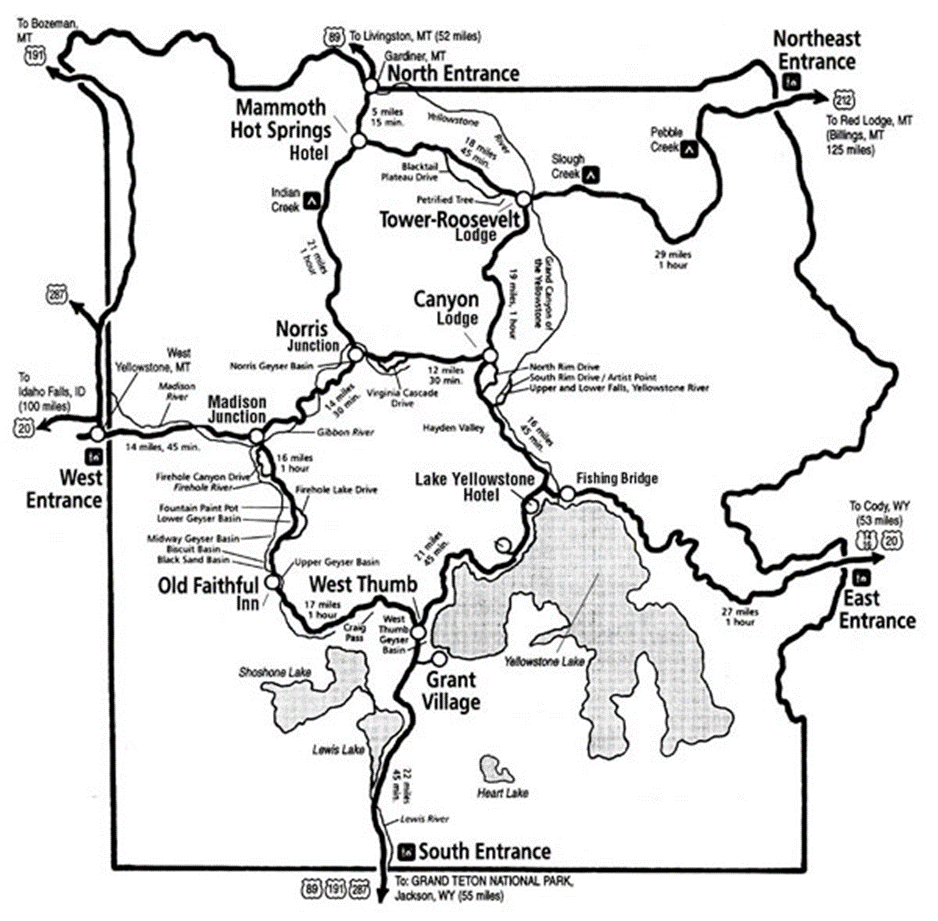 To Bozeman,
MT
191
89 To Livingston, MT (52 miles)
Gardiner, MT
North Entrance
Northeast
Entrance
212
To Red Lodge, MT
(Billings, MT
125 miles)
Mammoth
Hot Springs
Hotel
5 miles
15 min.
Yellowstone
River
18 miles
45 min.
Blacktail
Plateau Drive
Petrified Tree
Slough
Creek
Pebble
Creek
Indian
Creek
Tower-Roosevelt
Lodge
29 miles
1 hour
21 miles
1 hour
Grand Canyon of
the Yellowstone
19 miles, 1 hour
287
Canyon
Lodge
Norris
Junction
Norris Geyser Basin
12 miles
30 min.
Virginia Cascade
Drive
North Rim Drive
South Rim Drive / Artist Point
Upper and Lower Falls, Yellowstone River
West
Yellowstone, MT
Madison
River
To
Idaho Falls, ID
(100 miles)
20
Madison
Junction
14 miles
30 min.
Gibbon River
14 miles, 45 min.
West
Entrance
Hayden Valley
16 miles
45 min.
16 miles
1 hour
Firehole Canyon Drive
Firehole River
Firehole Lake Drive
Fountain Paint Pot
Lower Geyser Basin
Midway Geyser Basin
Biscuit Basin
Black Sand Basin
Upper Geyser Basin
Lake Yellowstone
Hotel
Fishing Bridge
To Cody, WY
(53 miles)
14
16
20
East
Entrance
27 miles
1 hour
21 miles
45 min.
Old Faithful
Inn
West Thumb
17 miles
1 hour
Craig
Pass
West
Thumb
Geyser
Basin
Yellowstone Lake
Grant
Village
Shoshone Lake
Lewis Lake
Heart Lake
22 miles
45 min.
Lewis River
South Entrance
89 191 287
To: GRAND TETON NATIONAL PARK,
Jackson, WY (55 miles)